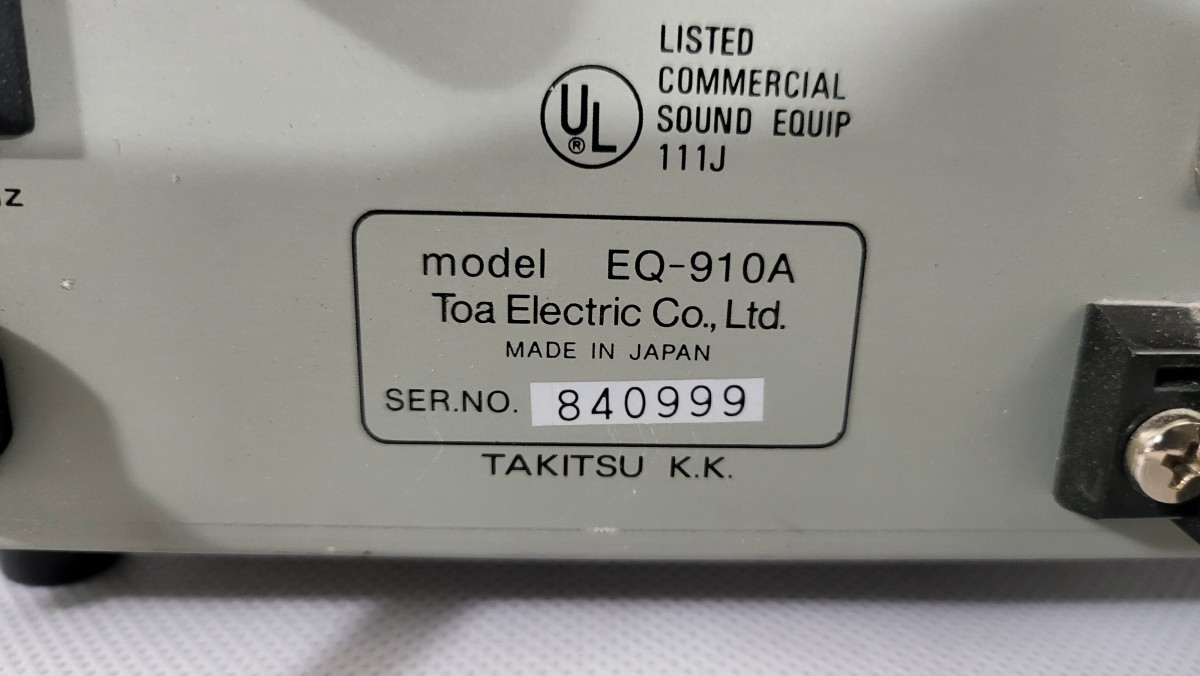 LISTED
COMMERCIAL
UL® SOUND EQUIP
111J
z
model EQ-910A
Toa Electric Co., Ltd.
MADE IN JAPAN
SER.NO. 840999
TAKITSU K.K.